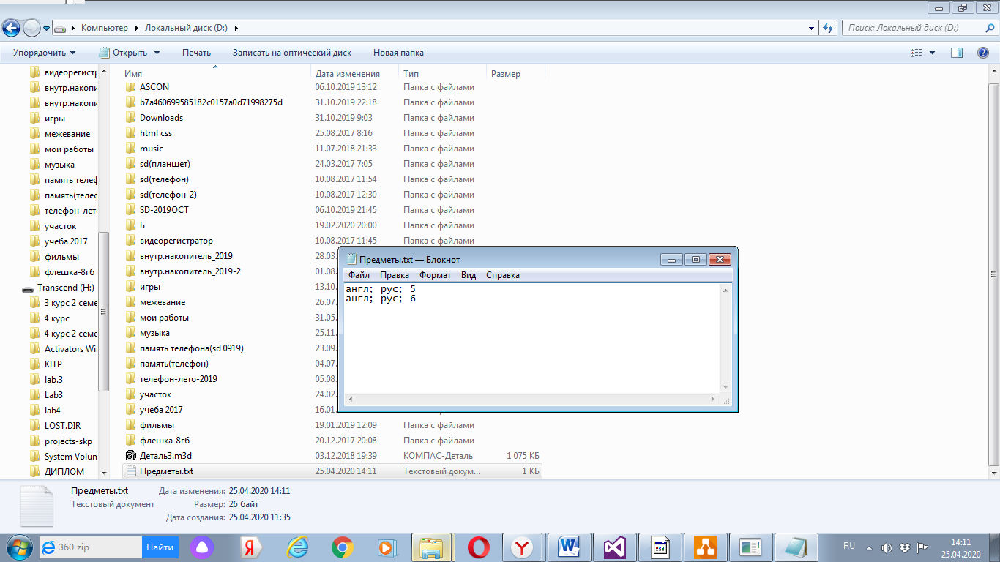 Компьютер
Локальный диск (D:)
Поиск: Локальный диск (D:)
Упорядочить
Открыть
Печать
Записать на оптический диск
Новая папка
видеорегистр
внутр.накопи
внутр.накопи
игры
межевание
мои работы
музыка
память телеф
память(телеф
телефон-лето
участок
учеба 2017
фильмы
флешка-8гб
Transcend (H:)
3 курс 2 семе
4 курс
4 курс 2 семе
Activators Wi
KITP
lab.3
Lab3
lab4
LOST.DIR
projects-skp
System Volum
ДИПЛОМ
Имя Дата изменения Тип Размер
ASCON 06.10.2019 13:12 Папка с файлами
b7a460699585182c0157a0d71998275d 31.10.2019 22:18 Папка с файлами
Downloads 31.10.2019 9:03 Папка с файлами
html css 25.08.2017 8:16 Папка с файлами
music 11.07.2018 21:33 Папка с файлами
sd(планшет) 24.03.2017 7:05 Папка с файлами
sd(телефон) 10.08.2017 11:54 Папка с файлами
sd(телефон-2) 10.08.2017 12:30 Папка с файлами
SD-2019ОСТ 06.10.2019 21:45 Папка с файлами
Б 19.02.2020 20:00 Папка с файлами
видеорегистратор 10.08.2017 11:45 Папка с файлами
внутр.накопитель_2019 28.03.
внутр.накопитель_2019-2 01.08.
игры 13.10
межевание 26.07.
мои работы 31.05.
музыка 25.11.
память телефона(sd 0919) 23.09.
память(телефон) 04.07.
телефон-лето-2019 05.08.
участок 24.02.
учеба 2017 16.01.
фильмы 19.01.2019 12:09 Папка с файлами
флешка-8гб 20.12.2017 20:08 Папка с файлами
Деталь3.m3d 03.12.2018 19:39 КОМПАС-Деталь 1 075 КБ
Предметы.txt 25.04.2020 14:11 Текстовый докум... 1 КБ
Предметы.txt — Блокнот
Файл Правка Формат Вид Справка
англ; рус; 5
англ; рус; 6
Предметы.txt Дата изменения: 25.04.2020 14:11
Текстовый документ Размер: 26 байт
Дата создания: 25.04.2020 11:35
360 zip
Найти
RU
14:11
25.04.2020